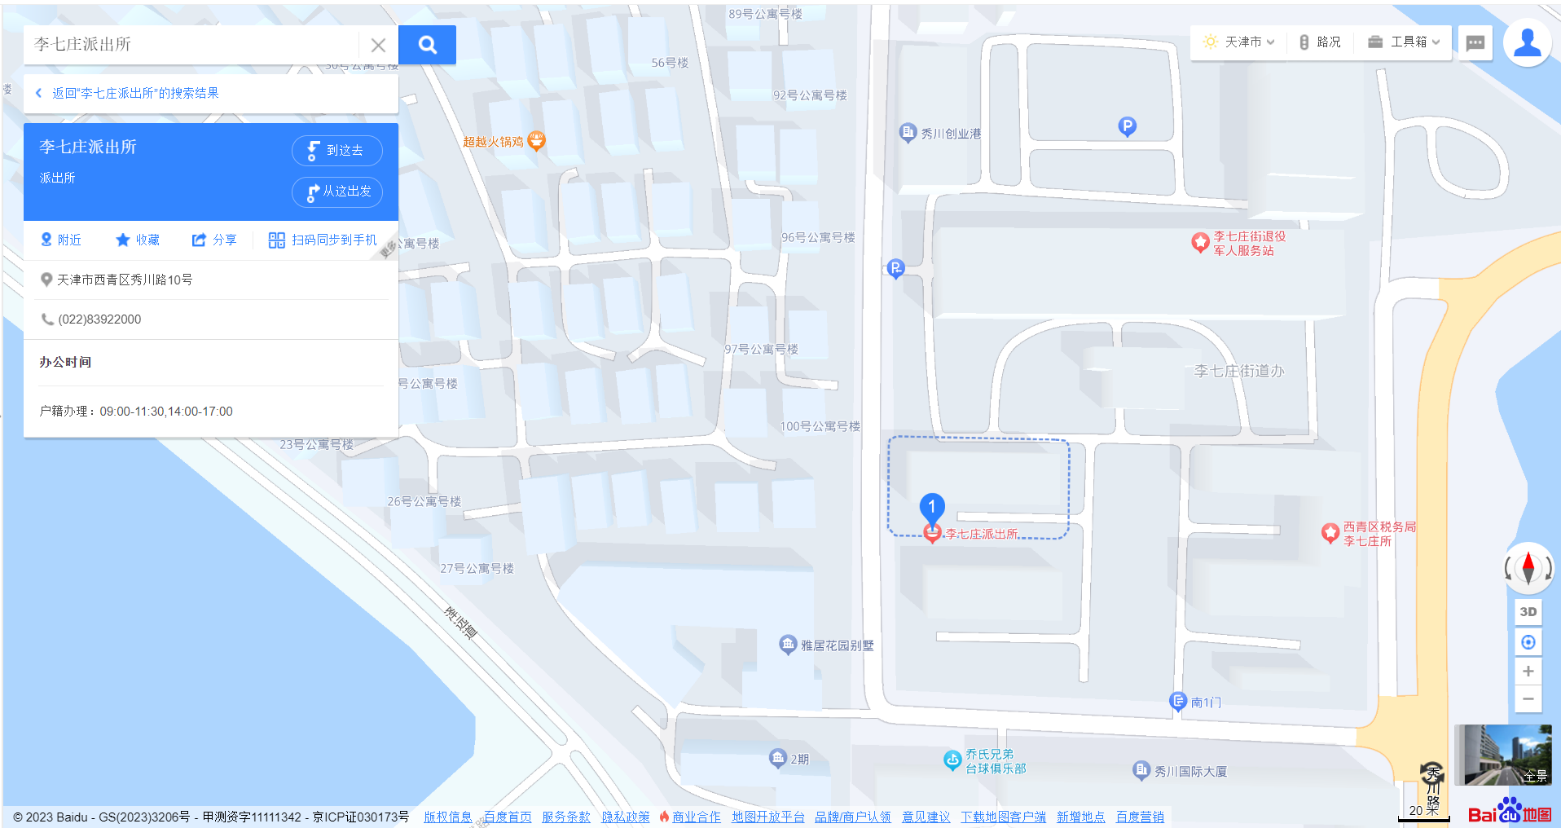 李七庄派出所
返回"李七庄派出所"的搜索结果
李七庄派出所
到这去
派出所
从这出发
附近
收藏
分享
扫码同步到手机
天津市西青区秀川路10号
(022)83922000
办公时间
户籍办理：09:00-11:30,14:00-17:00
天津市
路况
工具箱
89号公寓号楼
56号楼
92号公寓号楼
超越火锅鸡
秀川创业港
P
96号公寓号楼
李七庄街退役
军人服务站
P
97号公寓号楼
李七庄街道办
号公寓号楼
100号公寓号楼
23号公寓号楼
26号公寓号楼
1
李七庄派出所
西青区税务局
李七庄所
27号公寓号楼
泽远道
雅居花园别墅
南1门
2期
乔氏兄弟
台球俱乐部
秀川国际大厦
秀川路
3D
+
−
全景
20 米
Bai du 地图
© 2023 Baidu - GS(2023)3206号 - 甲测资字11111342 - 京ICP证030173号
版权信息
百度首页
服务条款
隐私政策
商业合作
地图开放平台
品牌/商户认领
意见建议
下载地图客户端
新增地点
百度营销